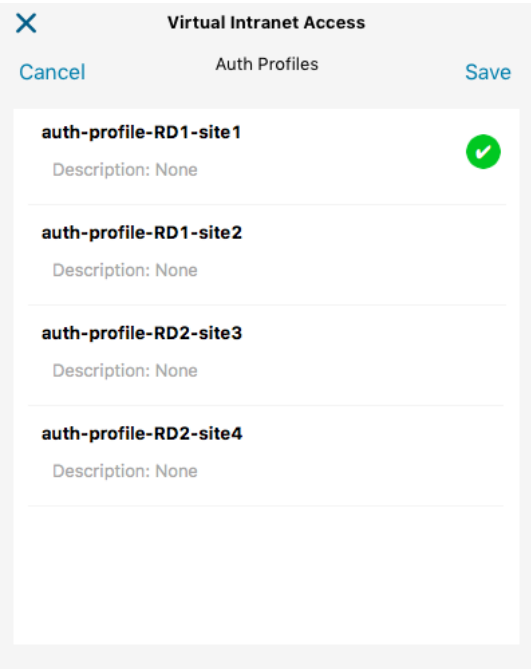 Virtual Intranet Access
Cancel
Auth Profiles
Save
auth-profile-RD1-site1
Description: None
auth-profile-RD1-site2
Description: None
auth-profile-RD2-site3
Description: None
auth-profile-RD2-site4
Description: None